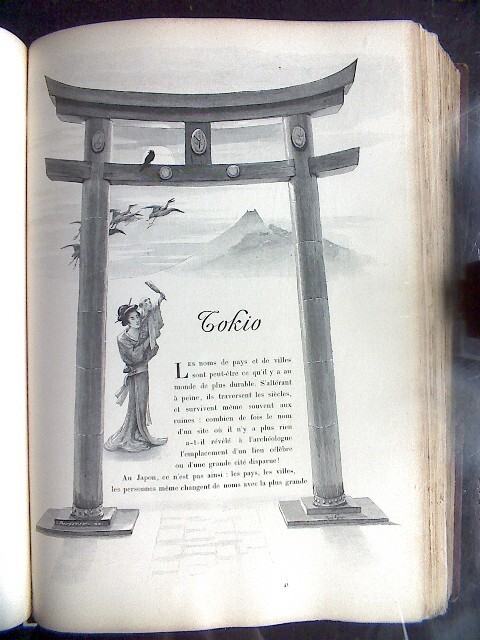 Tokio
LES noms de pays et de villes
sont peut-être ce qu'il y a au
monde de plus durable. S'altérant
à peine, ils traversent les siècles,
et survivent même souvent aux
ruines : combien de fois le nom
d'un site où il n'y a plus rien
a-t-il révélé à l'archéologue
l'emplacement d'un lieu célèbre
ou d'une grande cité disparue!
Au Japon, ce n'est pas ainsi : les pays, les villes,
les personnes même changent de noms avec la plus grande